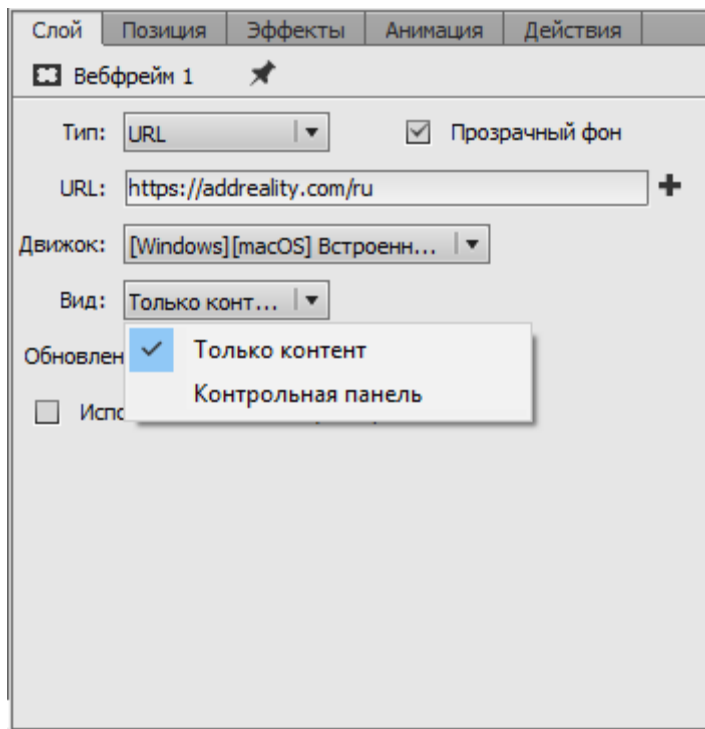 Слой Позиция Эффекты Анимация Действия
Вебфрейм 1
Тип: URL Прозрачный фон
URL: https://addreality.com/ru
Движок: [Windows][macOS] Встроенн...
Вид: Только конт...
Только контент
Контрольная панель